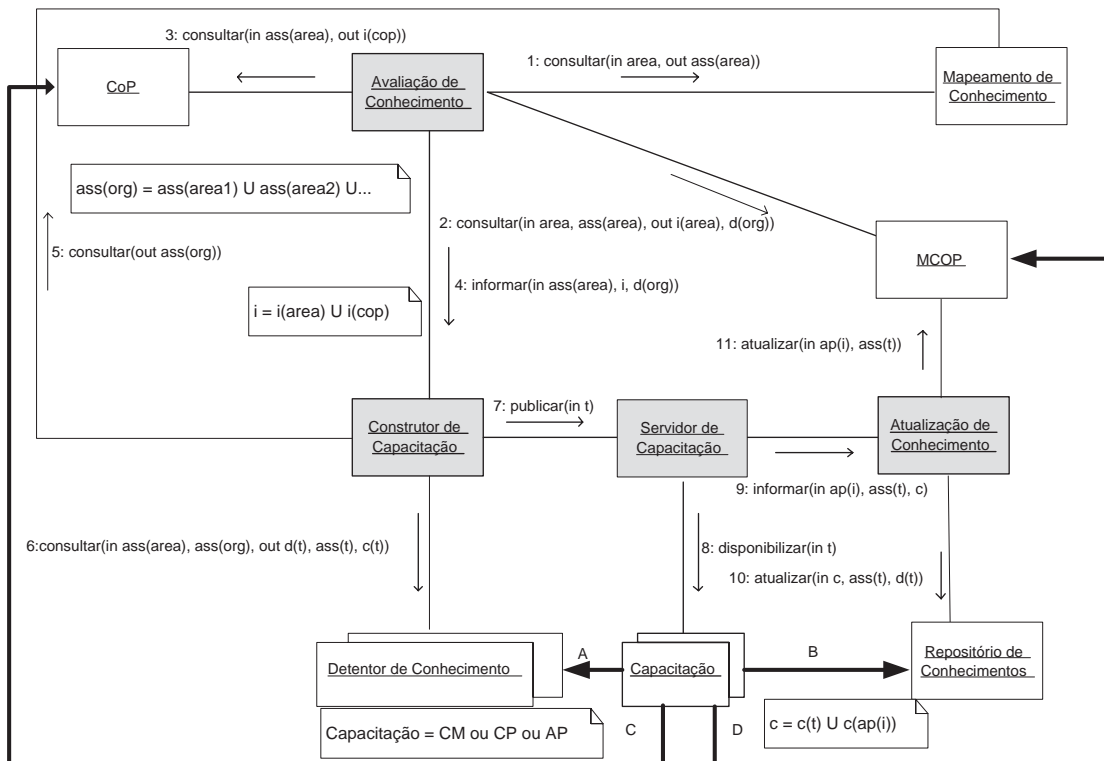 3: consultar(in ass(area), out i(cop))
1: consultar(in area, out ass(area))
CoP
Avaliação de
Conhecimento
Mapeamento de
Conhecimento
ass(org) = ass(area1) U ass(area2) U...
2: consultar(in area, ass(area), out i(area), d(org))
5: consultar(out ass(org))
MCOP
4: informar(in ass(area), i, d(org))
i = i(area) U i(cop)
11: atualizar(in ap(i), ass(t))
7: publicar(in t)
Construtor de
Capacitação
Servidor de
Capacitação
Atualização de
Conhecimento
9: informar(in ap(i), ass(t), c)
6:consultar(in ass(area), ass(org), out d(t), ass(t), c(t))
8: disponibilizar(in t)
10: atualizar(in c, ass(t), d(t))
Detentor de Conhecimento
A
Capacitação
B
Repositório de
Conhecimentos
Capacitação = CM ou CP ou AP
C
D
c = c(t) U c(ap(i))